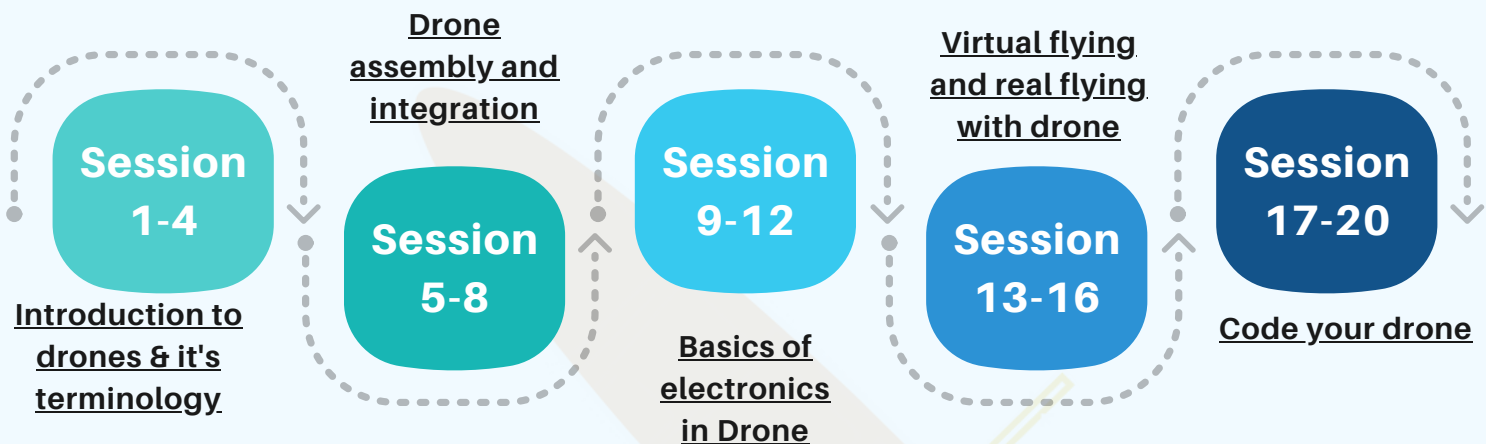 Session
1-4
Introduction to
drones & it's
terminology
Drone
assembly and
integration
Session
5-8
Session
9-12
Basics of
electronics
in Drone
Virtual flying
and real flying
with drone
Session
13-16
Session
17-20
Code your drone